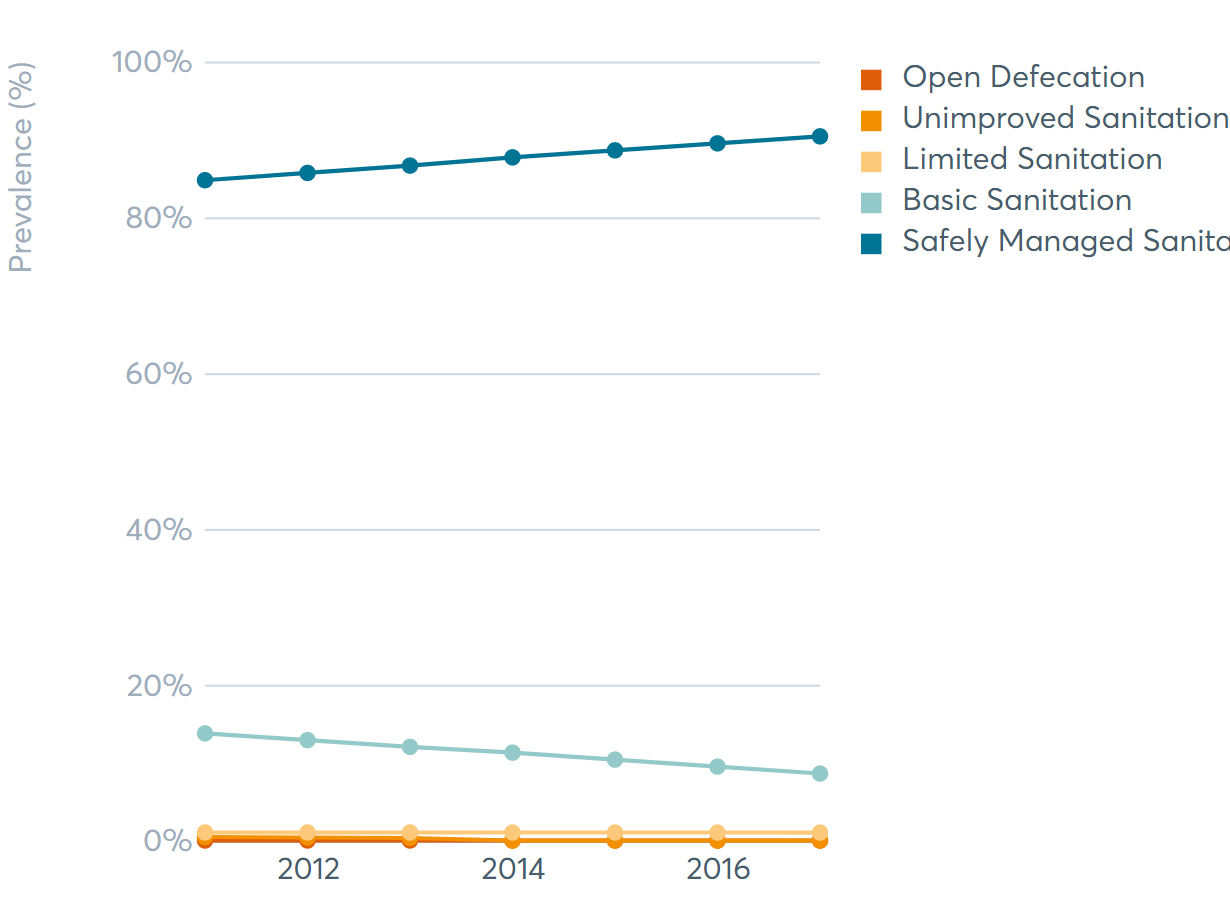 Prevalence (%)
100%
80%
60%
40%
20%
0%
2012
2014
2016
Open Defecation
Unimproved Sanitation
Limited Sanitation
Basic Sanitation
Safely Managed Sanita